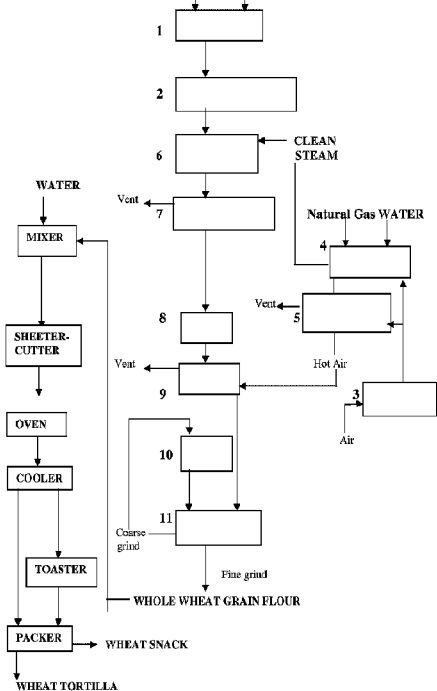 1
2
6
CLEAN
STEAM
WATER
Vent
7
Natural Gas WATER
MIXER
4
Vent
5
8
SHEETER-
CUTTER
Vent
Hot Air
9
3
OVEN
Air
10
COOLER
11
Coarse
grind
TOASTER
Fine grind
WHOLE WHEAT GRAIN FLOUR
PACKER
WHEAT SNACK
WHEAT TORTILLA